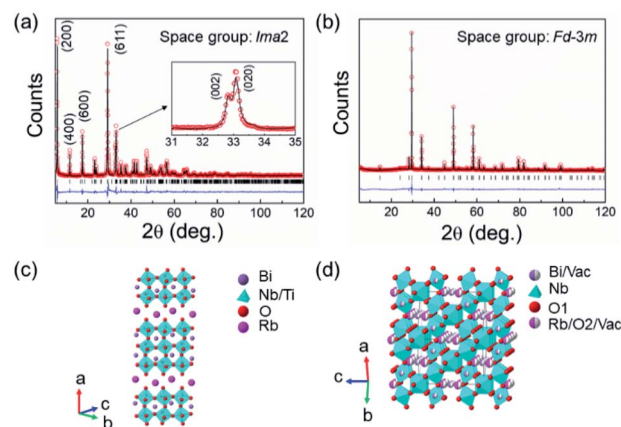 (a)
Space group: Ima2
(200)
(400)
(600)
(611)
(002)
(020)
31 32 33 34 35
Counts
20 40 60 80 100 120
2θ (deg.)
(b)
Space group: Fd-3m
Counts
20 40 60 80 100 120
2θ (deg.)
(c)
Bi
Nb/Ti
O
Rb
a
c
b
(d)
Bi/Vac
Nb
O1
Rb/O2/Vac
a
c
b